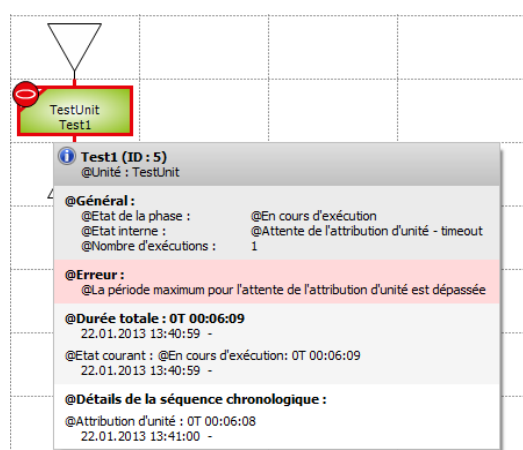 TestUnit
Test1
Test1 (ID : 5)
@Unité : TestUnit
@Général :
@Etat de la phase : @En cours d'exécution
@Etat interne : @Attente de l'attribution d'unité - timeout
@Nombre d'exécutions : 1
@Erreur :
@La période maximum pour l'attente de l'attribution d'unité est dépassée
@Durée totale : 0T 00:06:09
22.01.2013 13:40:59 -
@Etat courant : @En cours d'exécution: 0T 00:06:09
22.01.2013 13:40:59 -
@Détails de la séquence chronologique :
@Attribution d'unité : 0T 00:06:08
22.01.2013 13:41:00 -